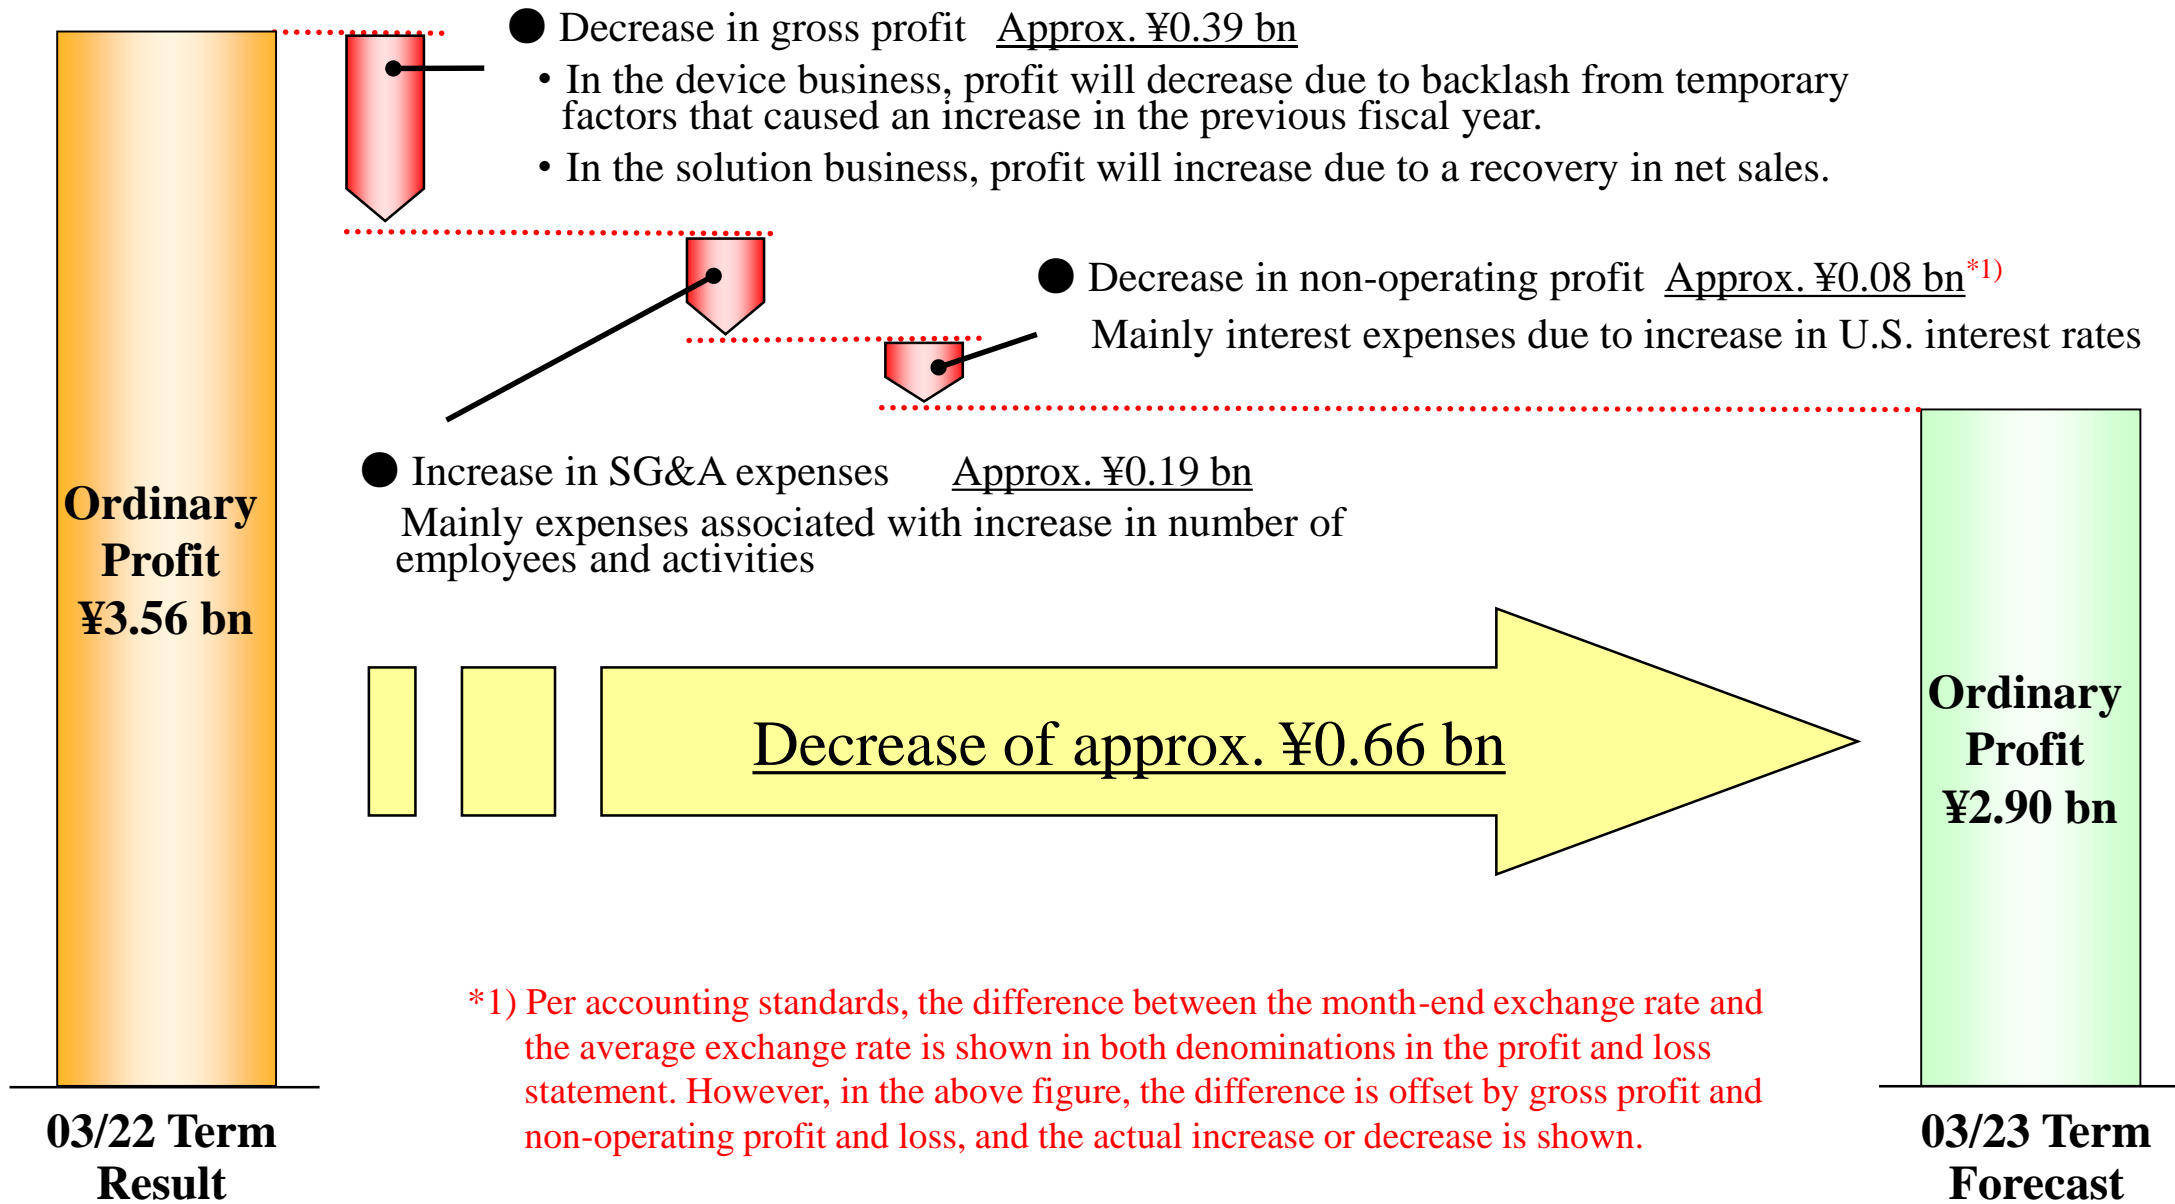 ● Decrease in gross profit Approx. ¥0.39 bn
・In the device business, profit will decrease due to backlash from temporary
factors that caused an increase in the previous fiscal year.
・In the solution business, profit will increase due to a recovery in net sales.
● Decrease in non-operating profit Approx. ¥0.08 bn*1)
Mainly interest expenses due to increase in U.S. interest rates
● Increase in SG&A expenses Approx. ¥0.19 bn
Mainly expenses associated with increase in number of
employees and activities
Ordinary
Profit
¥3.56 bn
Decrease of approx. ¥0.66 bn
Ordinary
Profit
¥2.90 bn
*1) Per accounting standards, the difference between the month-end exchange rate and
the average exchange rate is shown in both denominations in the profit and loss
statement. However, in the above figure, the difference is offset by gross profit and
non-operating profit and loss, and the actual increase or decrease is shown.
03/22 Term
Result
03/23 Term
Forecast